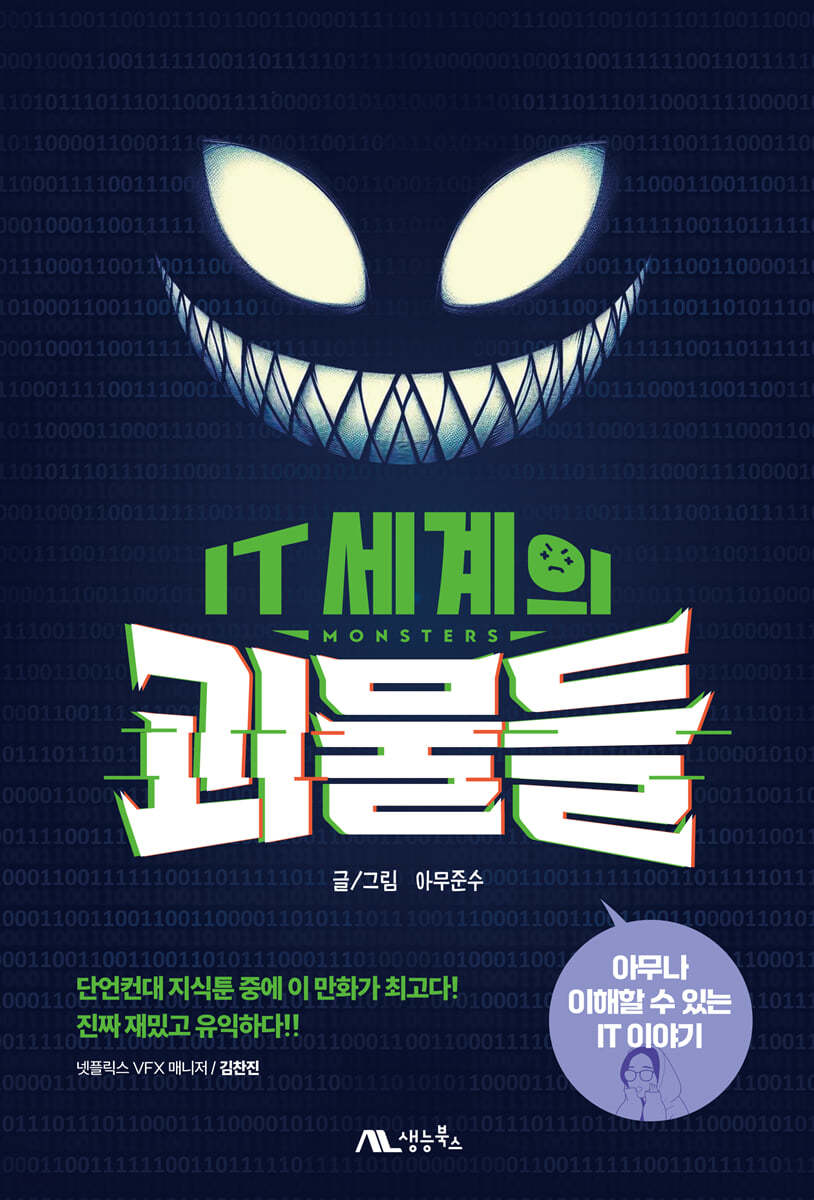 IT 세계의
MONSTERS
괴물들
글/그림 아무준수
아무나
이해할 수 있는
IT 이야기
단언컨대 지식툰 중에 이 만화가 최고다!
진짜 재밌고 유익하다!!
넷플릭스 VFX 매니저 / 김찬진
생능북스